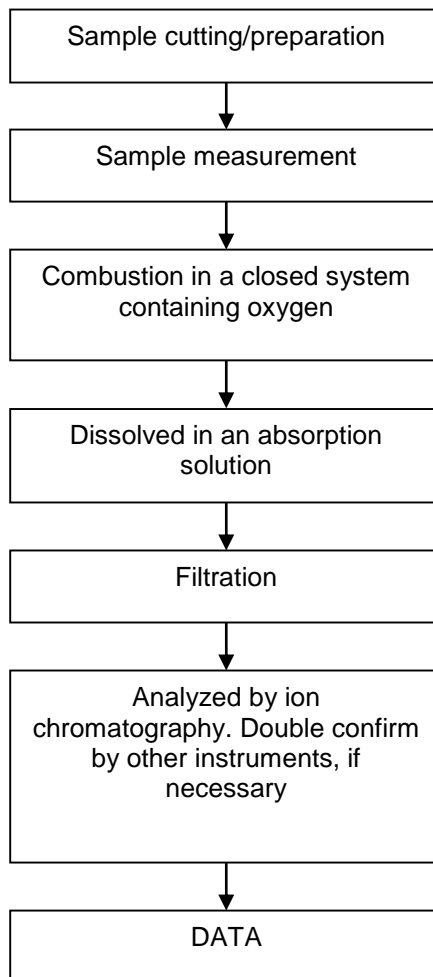 Sample cutting/preparation
Sample measurement
Combustion in a closed system
containing oxygen
Dissolved in an absorption
solution
Filtration
Analyzed by ion
chromatography. Double confirm
by other instruments, if
necessary
DATA